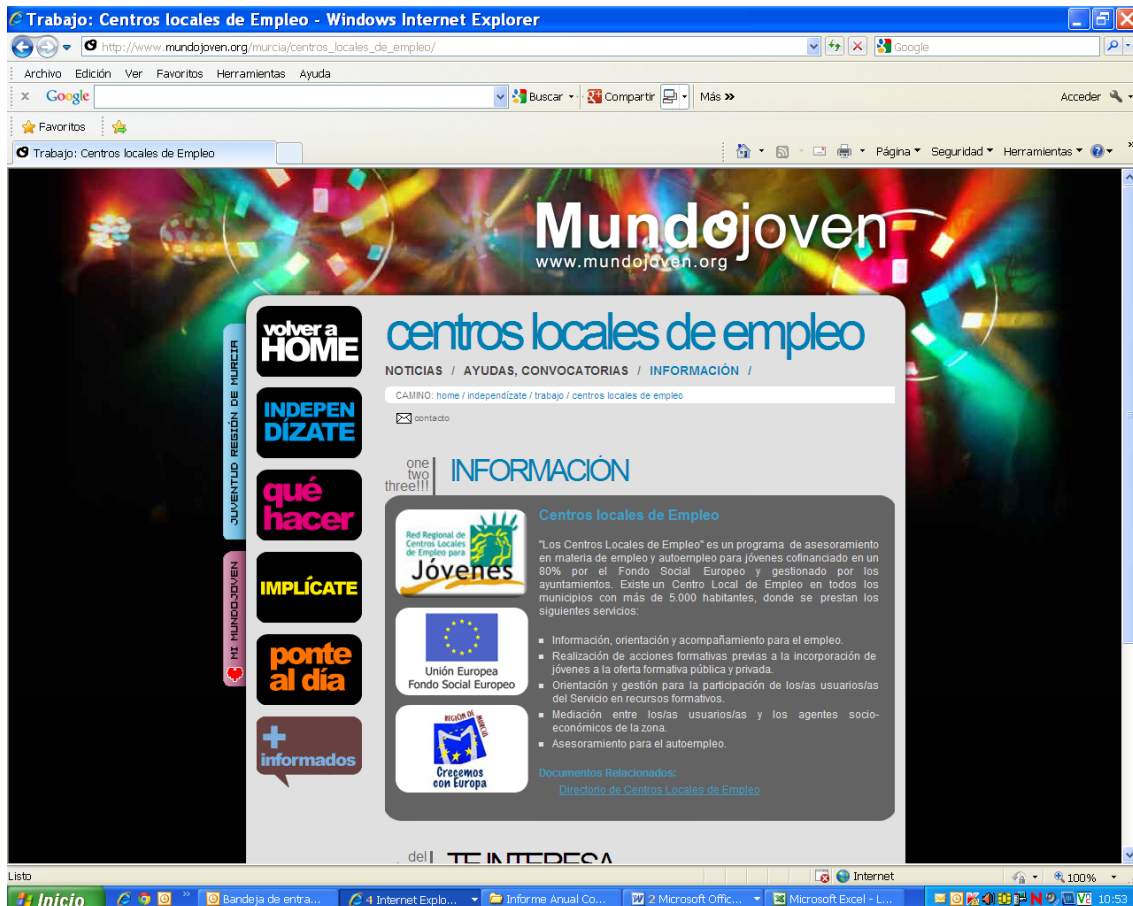 Trabajo: Centros locales de Empleo - Windows Internet Explorer
http://www.mundojoven.org/murcia/centros_locales_de_empleo/
Google
Archivo Edición Ver Favoritos Herramientas Ayuda
x Google Buscar Compartir Más » Acceder
Favoritos
Trabajo: Centros locales de Empleo
Página Seguridad Herramientas
Mundojoven
www.mundojoven.org
JUVENTUD REGIÓN DE MURCIA
MI MUNDOJOVEN
volver a
HOME
INDEPEN
DÍZATE
qué
hacer
IMPLÍCATE
ponte
al día
+
informados
centros locales de empleo
NOTICIAS / AYUDAS, CONVOCATORIAS / INFORMACIÓN /
CAMINO: home / independízate / trabajo / centros locales de empleo
contacto
one
two
three!!!
INFORMACIÓN
Red Regional de
Centros Locales
de Empleo para
Jóvenes
Unión Europea
Fondo Social Europeo
REGIÓN DE MURCIA
Crecemos
con Europa
Centros locales de Empleo
"Los Centros Locales de Empleo" es un programa de asesoramiento
en materia de empleo y autoempleo para jóvenes cofinanciado en un
80% por el Fondo Social Europeo y gestionado por los
ayuntamientos. Existe un Centro Local de Empleo en todos los
municipios con más de 5.000 habitantes, donde se prestan los
siguientes servicios:
Información, orientación y acompañamiento para el empleo.
Realización de acciones formativas previas a la incorporación de
jóvenes a la oferta formativa pública y privada.
Orientación y gestión para la participación de los/as usuarios/as
del Servicio en recursos formativos.
Mediación entre los/as usuarios/as y los agentes socio-
económicos de la zona.
Asesoramiento para el autoempleo.
Documentos Relacionados:
Directorio de Centros Locales de Empleo
del
TE INTERESA
Listo Internet 100%
Inicio Bandeja de entra... 4 Internet Explo... Informe Anual Co... 2 Microsoft Offic... Microsoft Excel - L... 10:53